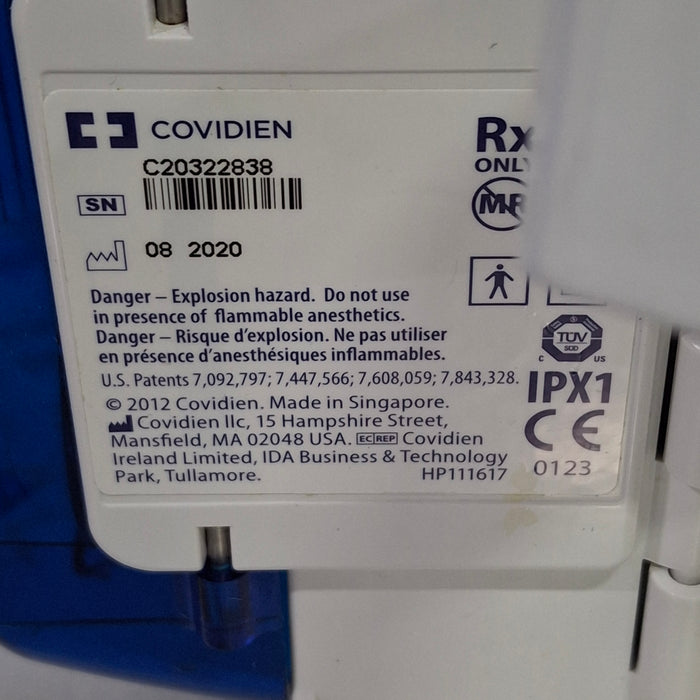 COVIDIEN
Rx
ONLY
C20322838
SN
MR
08 2020
Danger – Explosion hazard. Do not use
in presence of flammable anesthetics.
Danger – Risque d'explosion. Ne pas utiliser
en présence d'anesthésiques inflammables.
U.S. Patents 7,092,797; 7,447,566; 7,608,059; 7,843,328.
© 2012 Covidien. Made in Singapore.
Covidien llc, 15 Hampshire Street,
Mansfield, MA 02048 USA. EC REP Covidien
Ireland Limited, IDA Business & Technology
Park, Tullamore.
HP111617
TÜV
SÜD
C US
IPX1
CE
0123